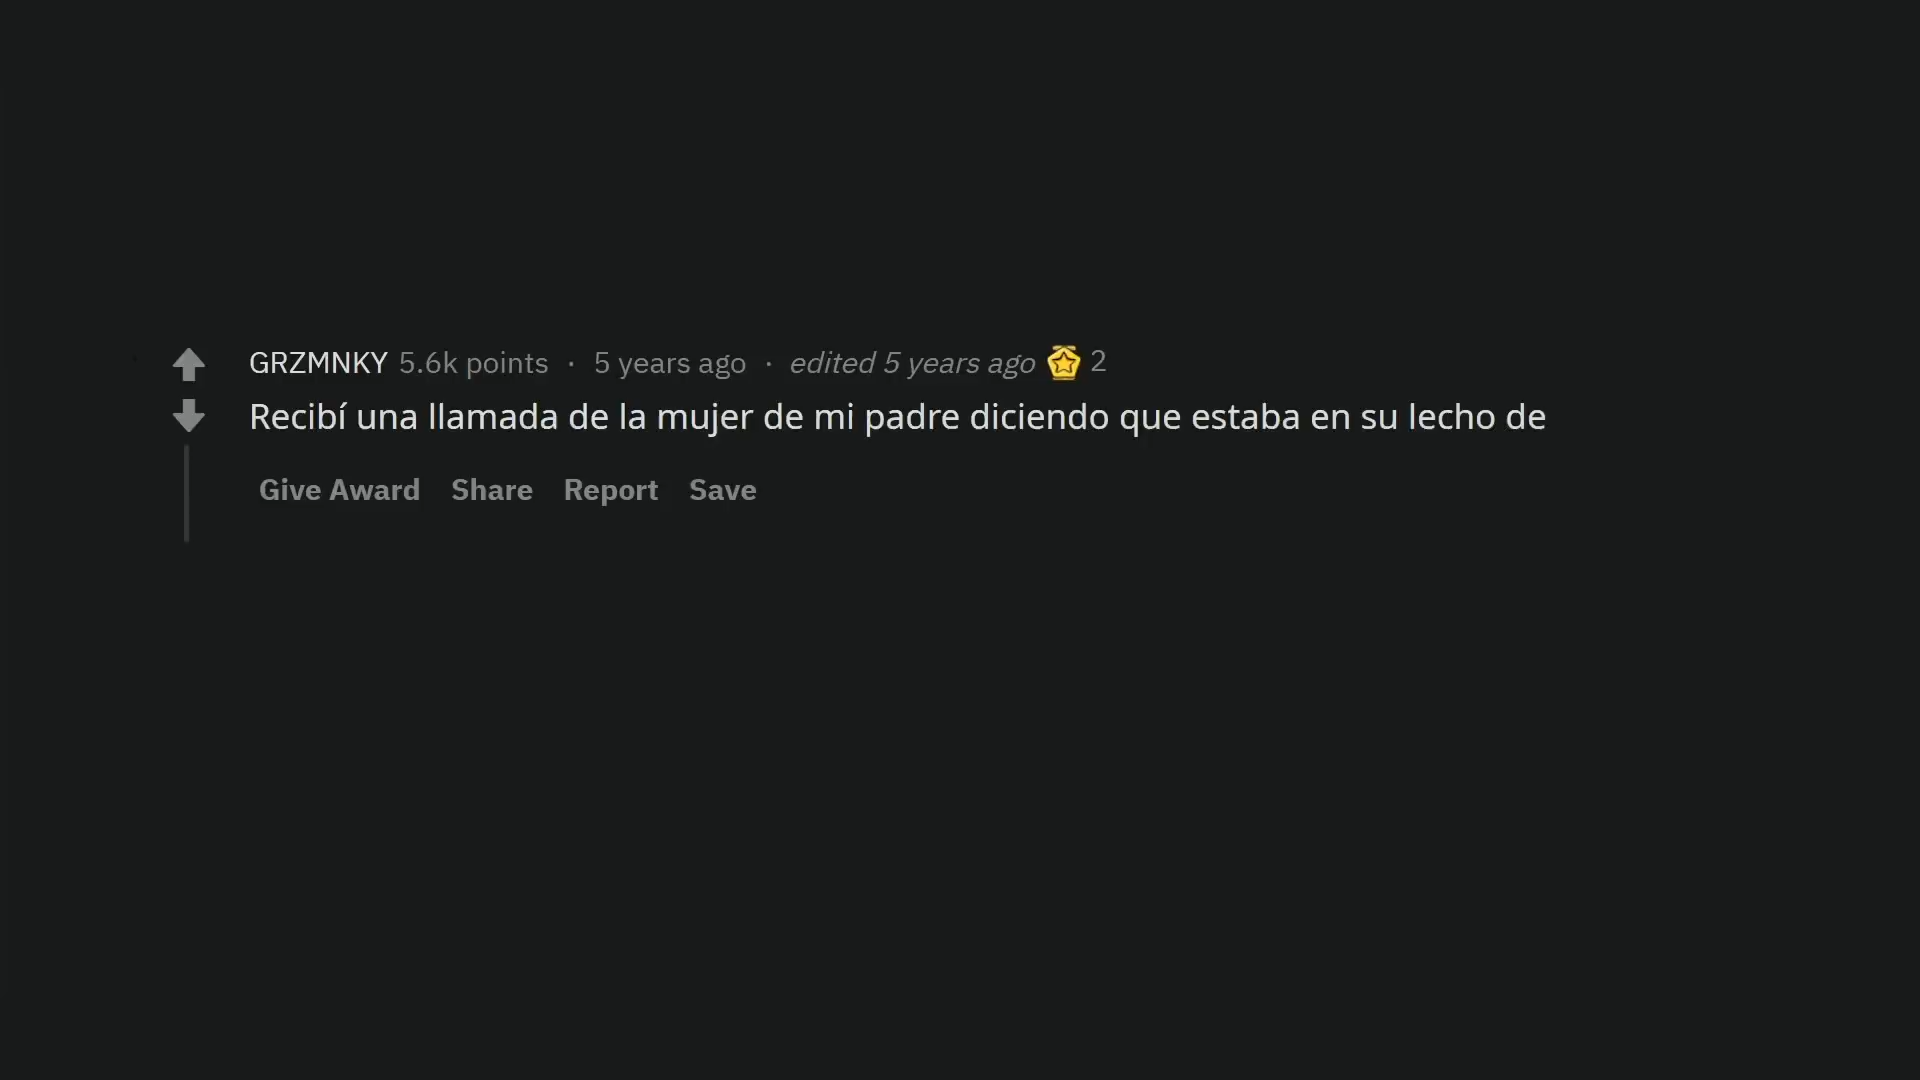 GRZMNKY 5.6k points · 5 years ago · edited 5 years ago 2
Recibí una llamada de la mujer de mi padre diciendo que estaba en su lecho de
Give Award Share Report Save